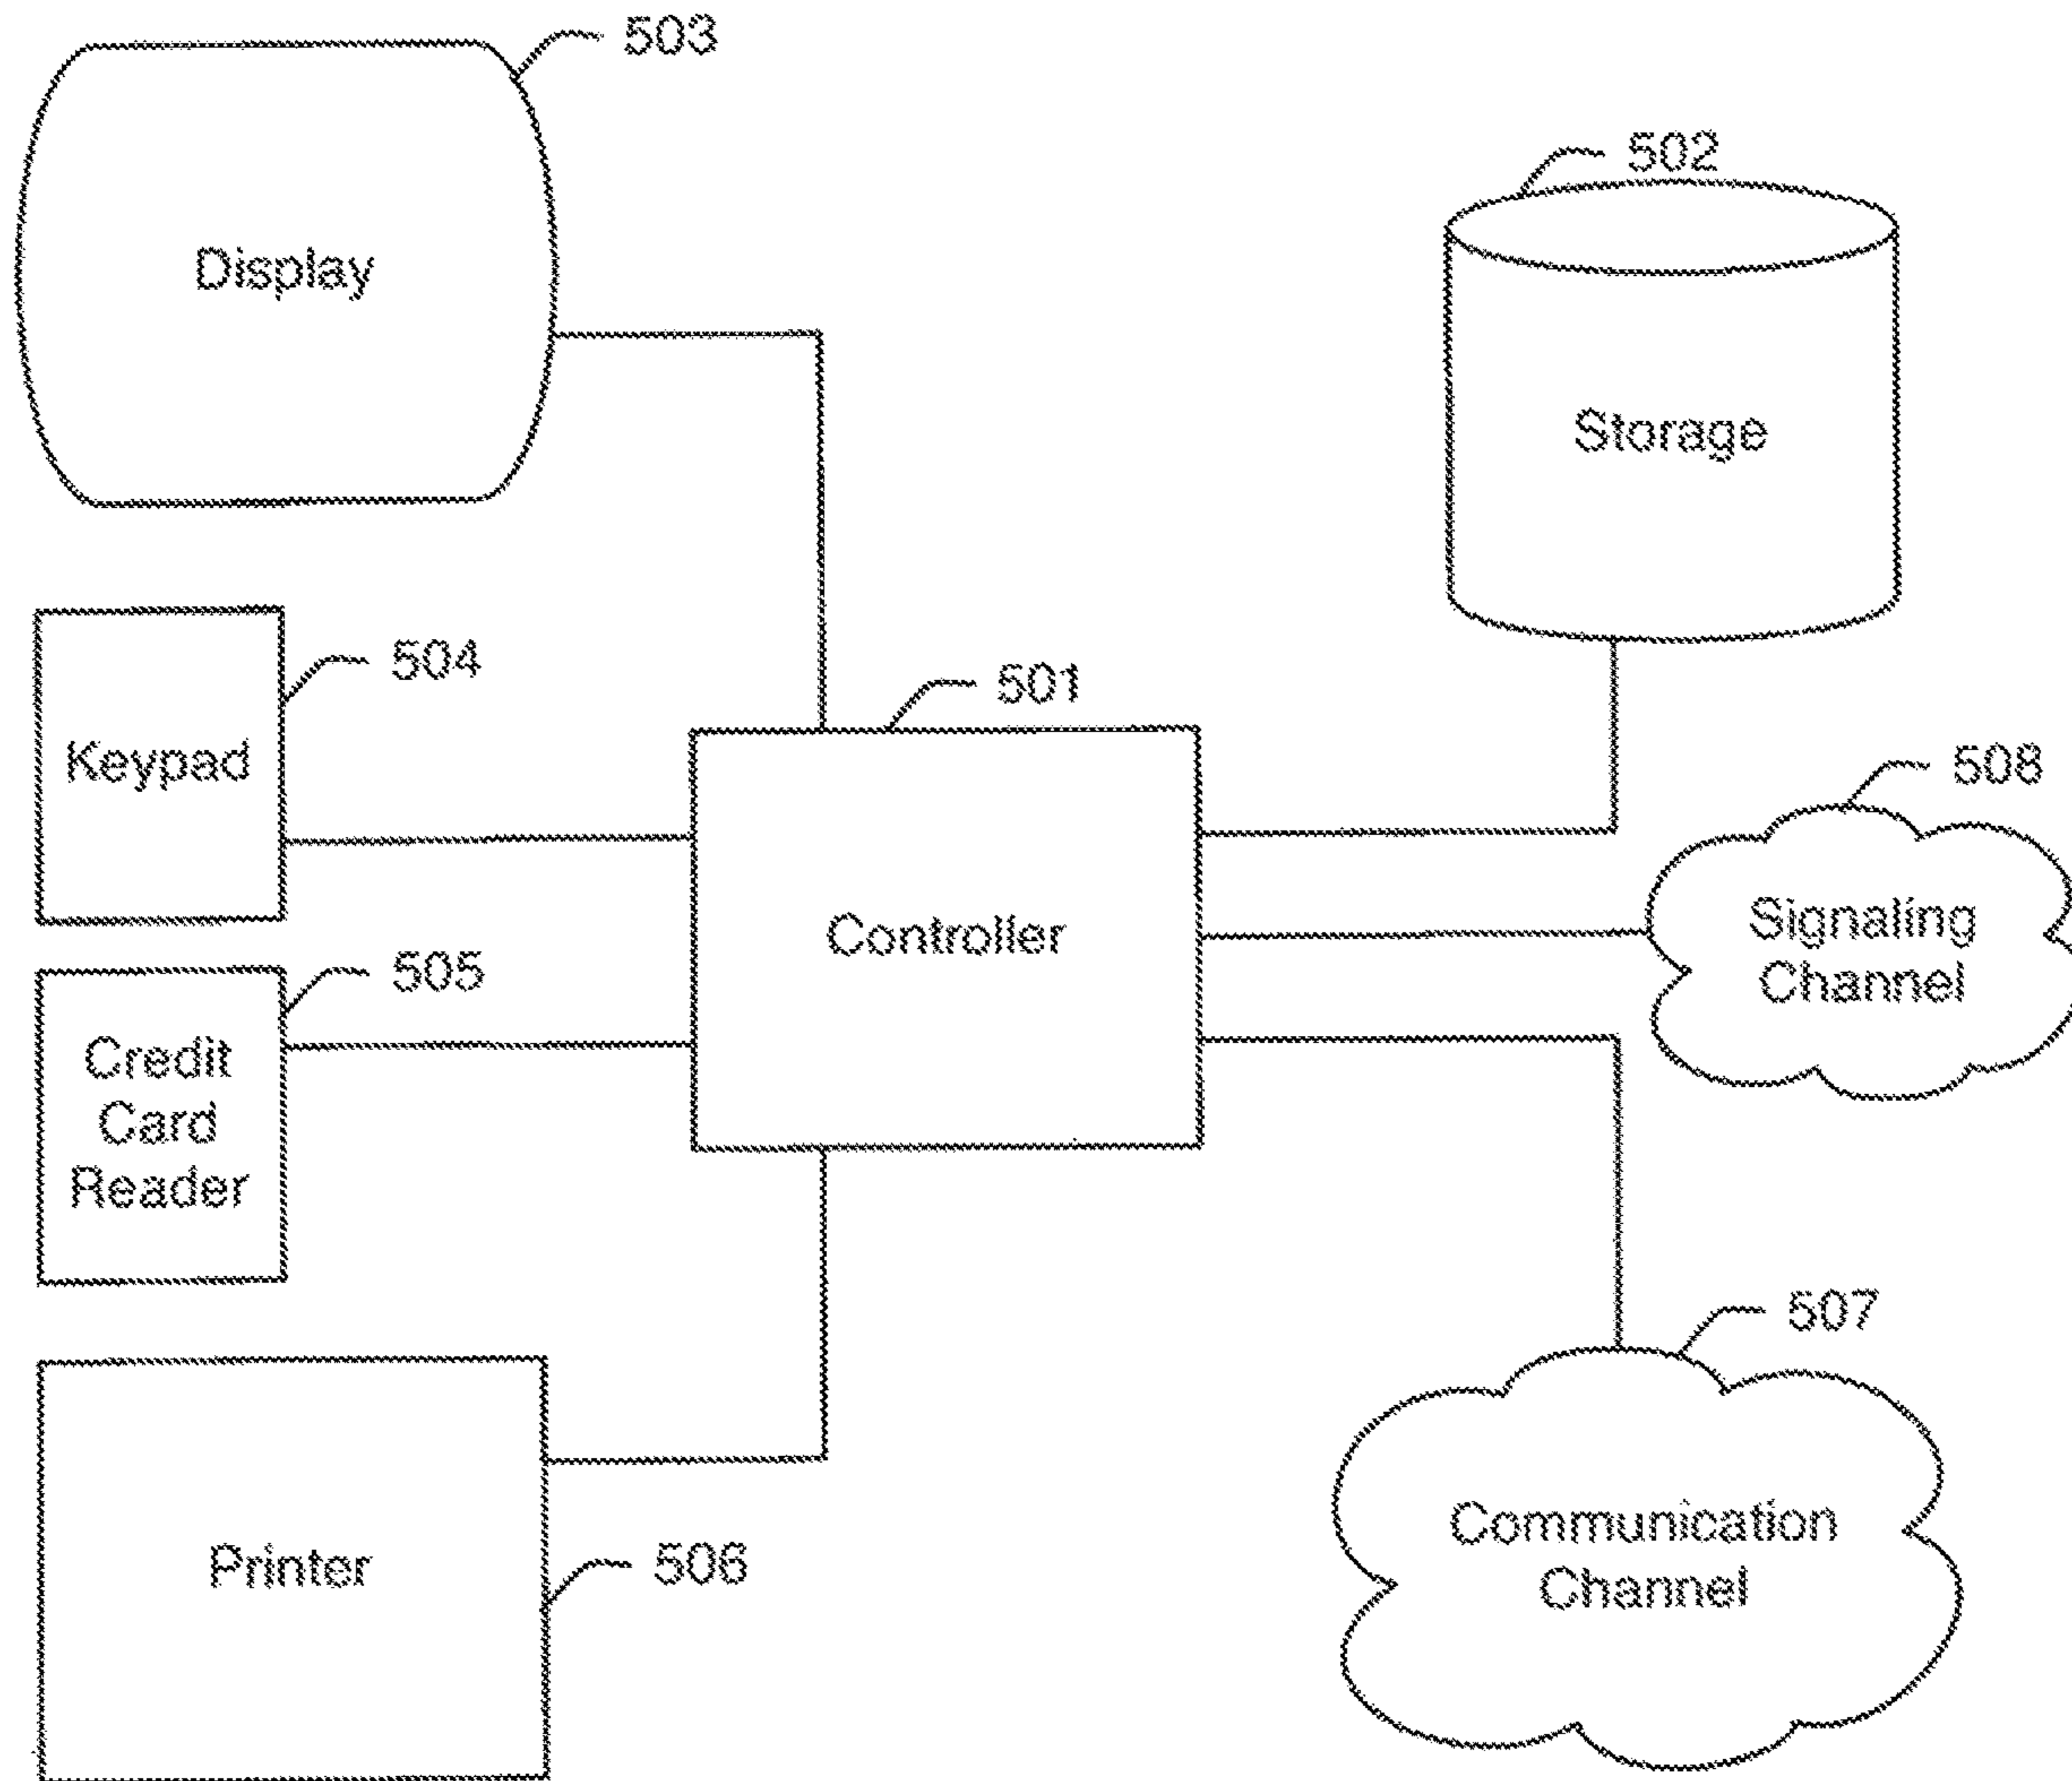 503
Display
502
Storage
504
Keypad
501
Controller
508
Signaling
Channel
505
Credit
Card
Reader
507
Communication
Channel
506
Printer